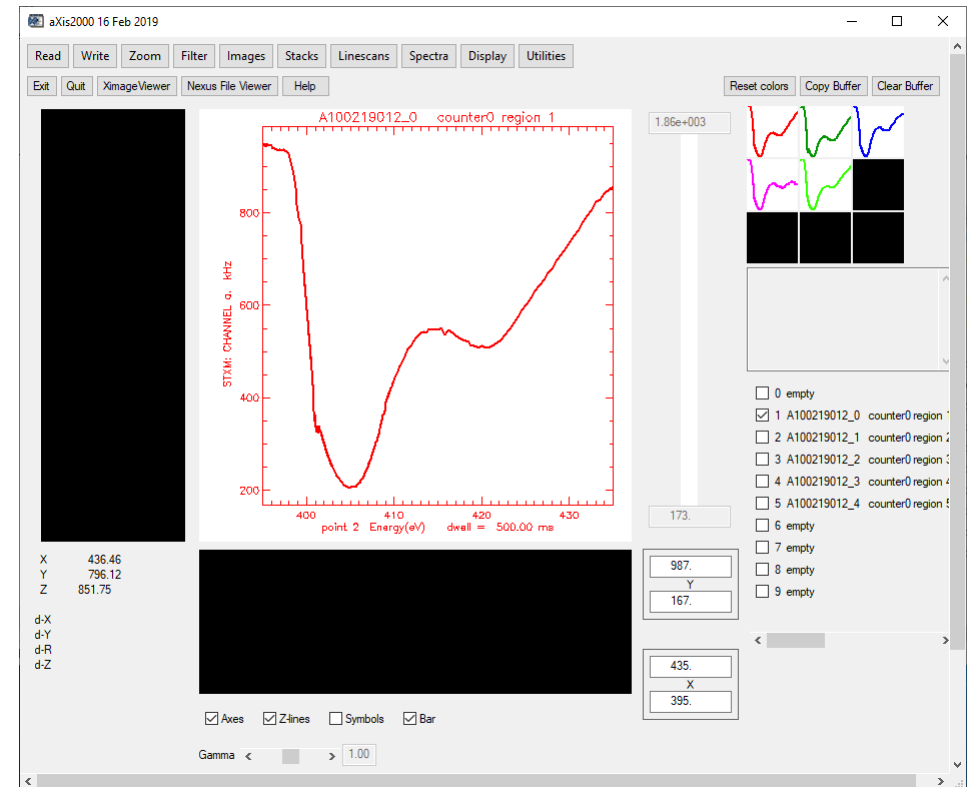 aXis2000 16 Feb 2019
Read Write Zoom Filter Images Stacks Linescans Spectra Display Utilities
Exit Quit XimageViewer Nexus File Viewer Help Reset colors Copy Buffer Clear Buffer
A100219012_0 counter0 region 1
1.86e+003
800
600
400
200
STXM: CHANNEL a, kHz
400 410 420 430
point 2 Energy(eV) dwell = 500.00 ms
173.
0 empty
1 A100219012_0 counter0 region 1
2 A100219012_1 counter0 region 2
3 A100219012_2 counter0 region 3
4 A100219012_3 counter0 region 4
5 A100219012_4 counter0 region 5
6 empty
7 empty
8 empty
9 empty
X 436.46
Y 796.12
Z 851.75
d-X
d-Y
d-R
d-Z
987.
Y
167.
435.
X
395.
Axes Z-lines Symbols Bar
Gamma 1.00